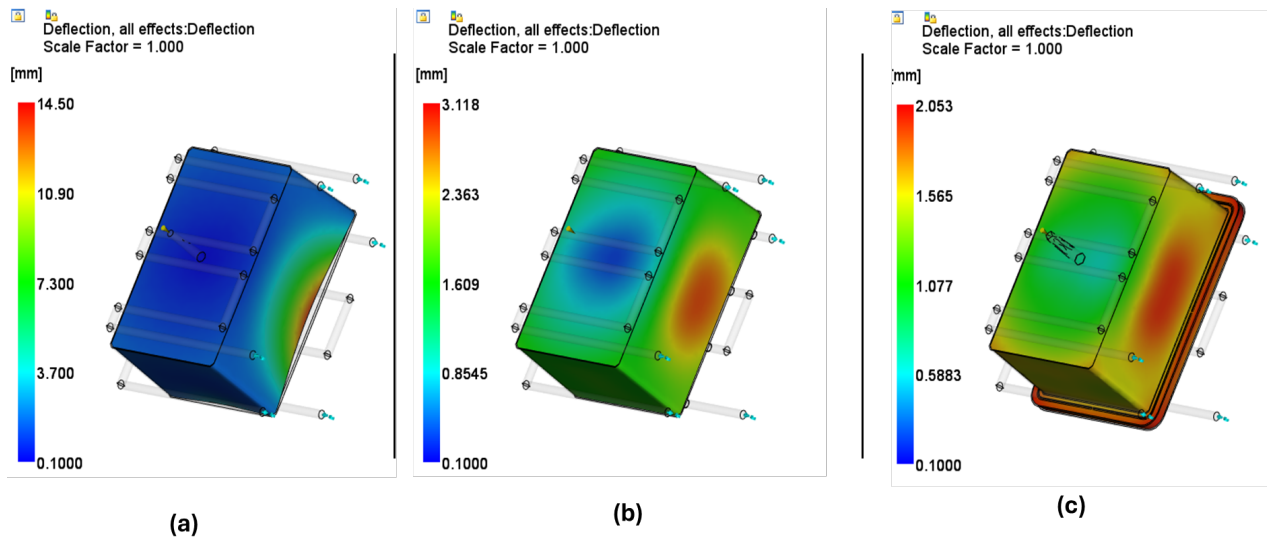 Deflection, all effects:Deflection
Scale Factor = 1.000
[mm]
14.50
10.90
7.300
3.700
0.1000
(a)
Deflection, all effects:Deflection
Scale Factor = 1.000
[mm]
3.118
2.363
1.609
0.8545
0.1000
(b)
Deflection, all effects:Deflection
Scale Factor = 1.000
[mm]
2.053
1.565
1.077
0.5883
0.1000
(c)